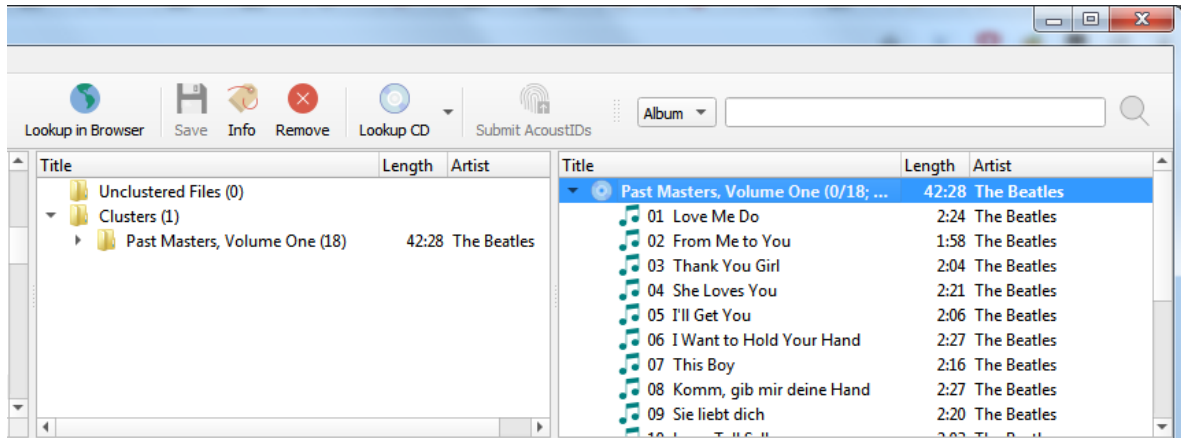 Lookup in Browser Save Info Remove Lookup CD Submit AcoustIDs Album
Title Length Artist
Unclustered Files (0)
Clusters (1)
Past Masters, Volume One (18) 42:28 The Beatles
Title Length Artist
Past Masters, Volume One (0/18; ... 42:28 The Beatles
01 Love Me Do 2:24 The Beatles
02 From Me to You 1:58 The Beatles
03 Thank You Girl 2:04 The Beatles
04 She Loves You 2:21 The Beatles
05 I'll Get You 2:06 The Beatles
06 I Want to Hold Your Hand 2:27 The Beatles
07 This Boy 2:16 The Beatles
08 Komm, gib mir deine Hand 2:27 The Beatles
09 Sie liebt dich 2:20 The Beatles